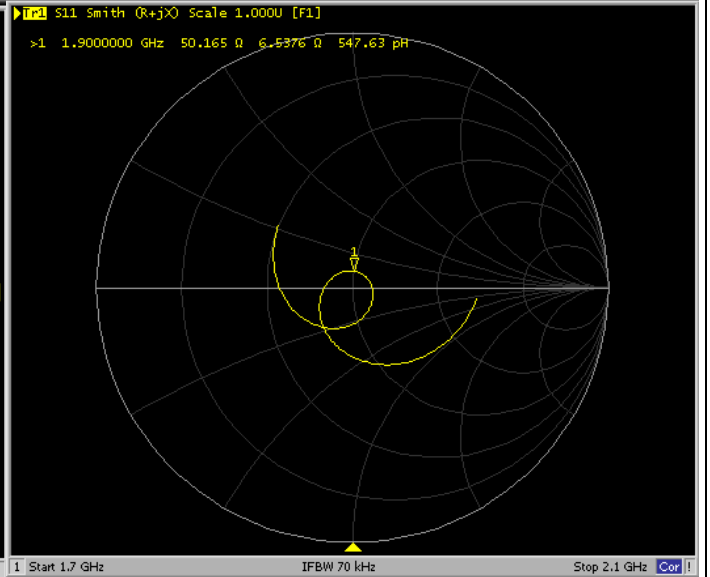 Tr1 S11 Smith (R+jX) Scale 1.000U [F1]
>1 1.9000000 GHz 50.165 Ω 6.5376 Ω 547.63 pH
1
1 Start 1.7 GHz IFBW 70 kHz Stop 2.1 GHz Cor !